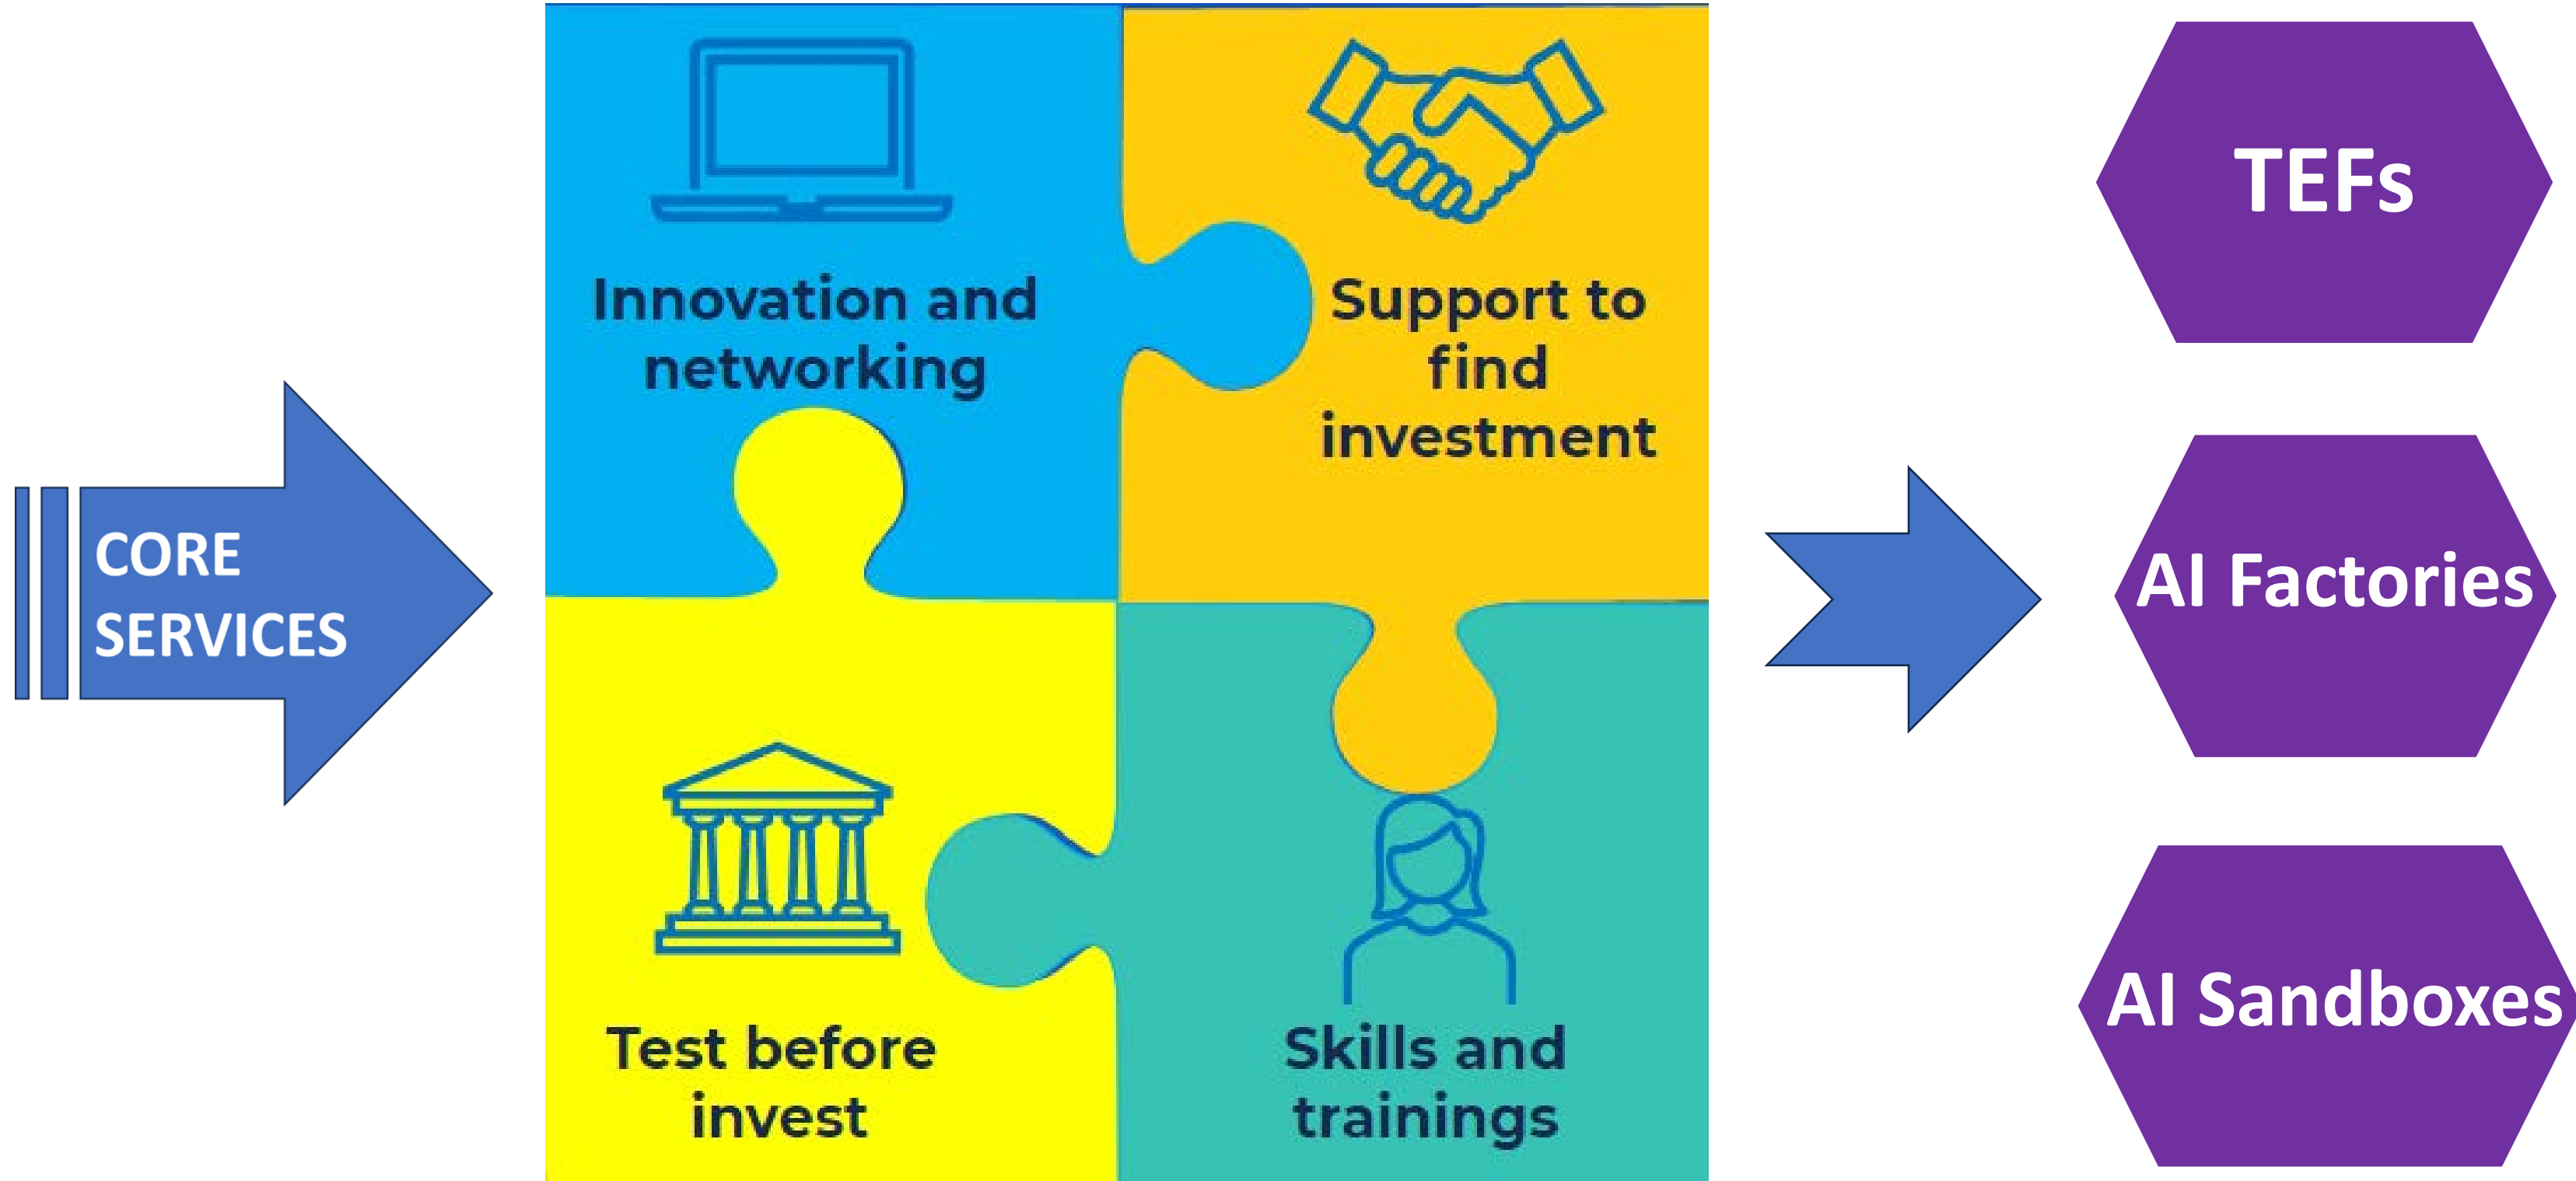 CORE
SERVICES
Innovation and
networking
Support to
find
investment
Test before
invest
Skills and
trainings
TEFs
AI Factories
AI Sandboxes